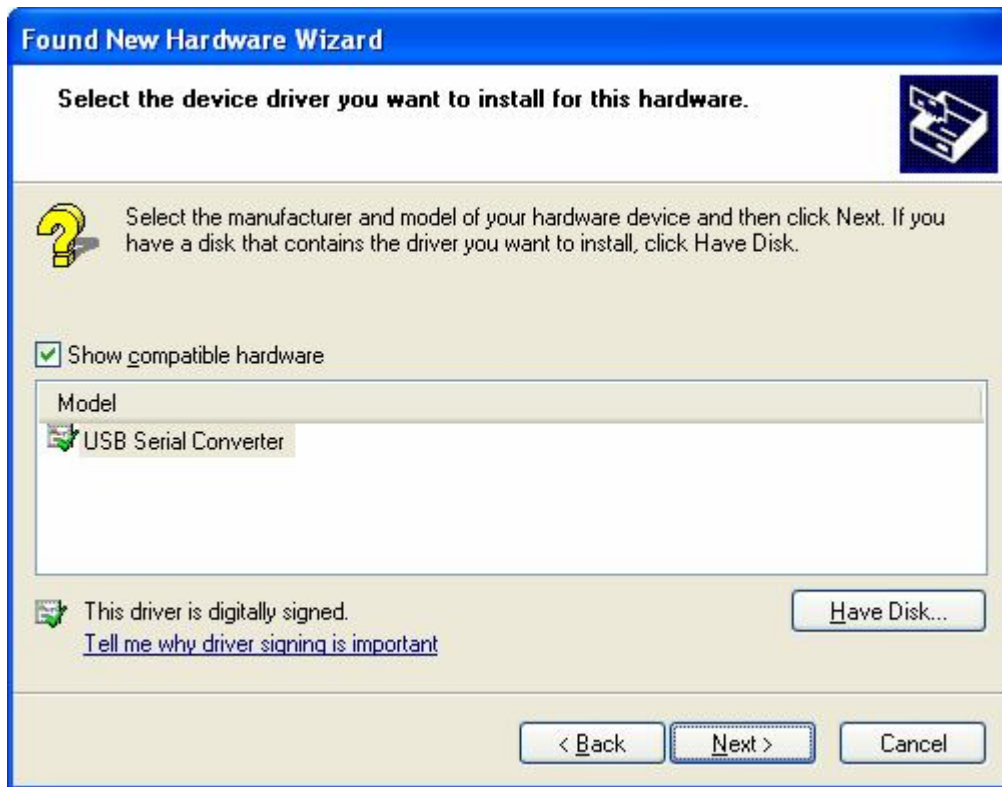 Found New Hardware Wizard
Select the device driver you want to install for this hardware.
Select the manufacturer and model of your hardware device and then click Next. If you
have a disk that contains the driver you want to install, click Have Disk.
Show compatible hardware
Model
USB Serial Converter
This driver is digitally signed.
Have Disk...
Tell me why driver signing is important
< Back
Next >
Cancel